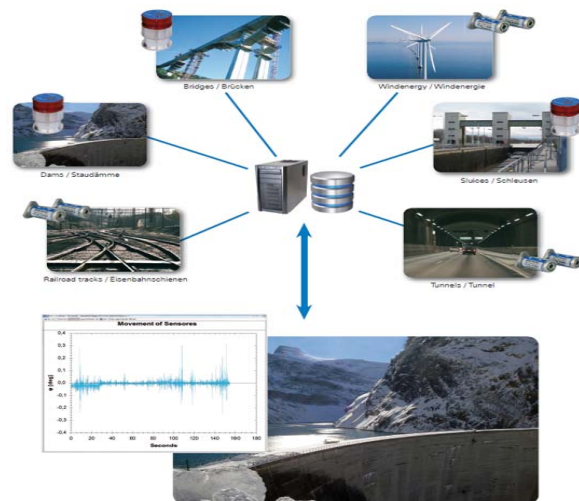 Bridges / Brücken
Windenergy / Windenergie
Dams / Staudämme
Sluices / Schleusen
Railroad tracks / Eisenbahnschienen
Tunnels / Tunnel
Movement of Sensores
0,4
0,3
0,2
0,1
0,0
-0,1
-0,2
-0,3
-0,4
[deg]
0 20 40 60 80 100 120 140 160 180
Seconds